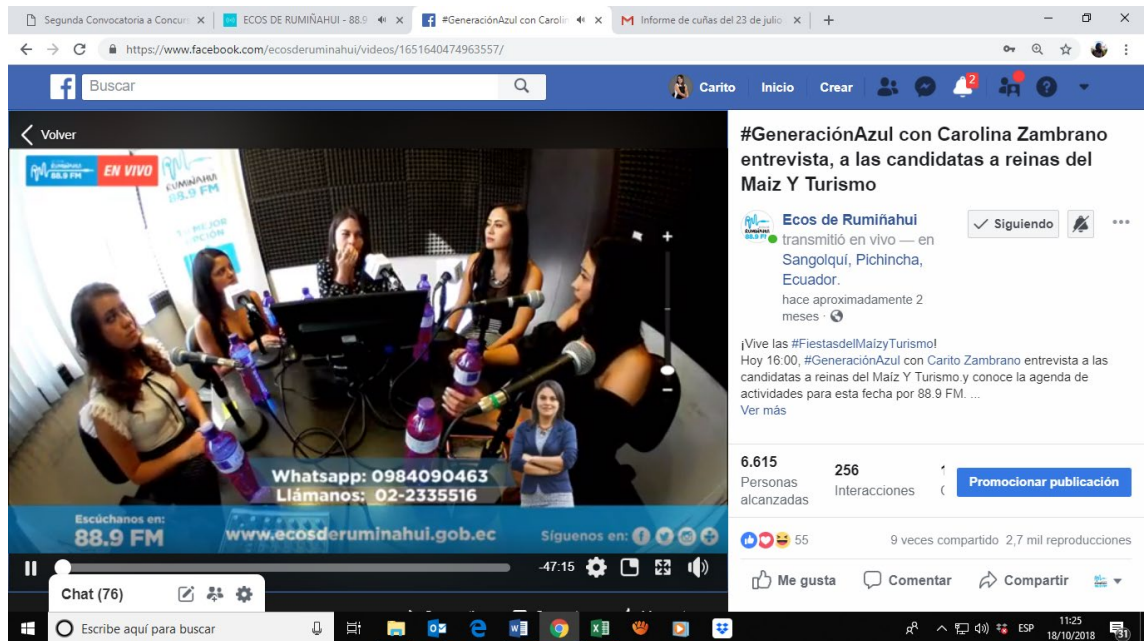 Segunda Convocatoria a Concurs
ECOS DE RUMIÑAHUI - 88.9
#GeneraciónAzul con Carolin
Informe de cuñas del 23 de julio
https://www.facebook.com/ecosderuminahui/videos/1651640474963557/
Buscar
Carito
Inicio
Crear
2
Volver
88.9 FM
EN VIVO
RUMIÑAHUI
88.9 FM
Whatsapp: 0984090463
Llámanos: 02-2335516
Escúchanos en:
88.9 FM
www.ecosderuminahui.gob.ec
Síguenos en:
-47:15
#GeneraciónAzul con Carolina Zambrano
entrevista, a las candidatas a reinas del
Maiz Y Turismo
Ecos de Rumiñahui
transmitió en vivo — en
Sangolquí, Pichincha,
Ecuador.
hace aproximadamente 2
meses ·
Siguiendo
¡Vive las #FiestasdelMaízyTurismo!
Hoy 16:00, #GeneraciónAzul con Carito Zambrano entrevista a las
candidatas a reinas del Maíz Y Turismo.y conoce la agenda de
actividades para esta fecha por 88.9 FM. ...
Ver más
6.615
Personas
alcanzadas
256
Interacciones
Promocionar publicación
55
9 veces compartido 2,7 mil reproducciones
Me gusta
Comentar
Compartir
Chat (76)
Escribe aquí para buscar
ESP
11:25
18/10/2018